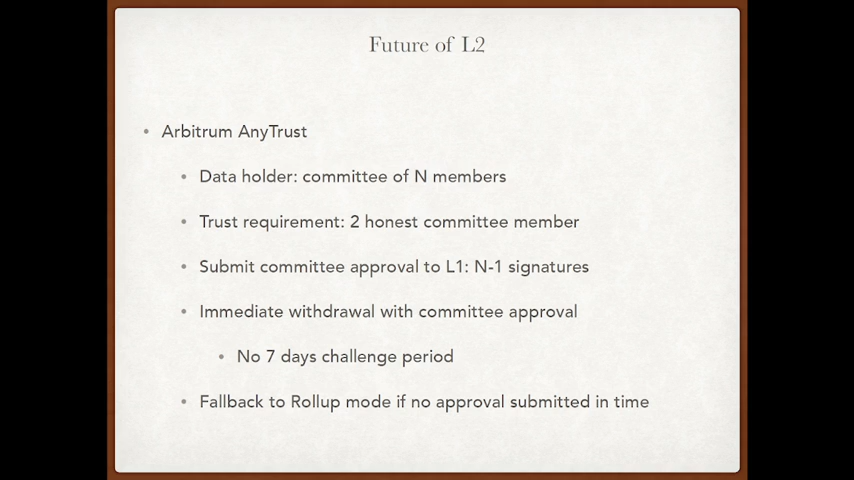 Future of L2
• Arbitrum AnyTrust
• Data holder: committee of N members
• Trust requirement: 2 honest committee member
• Submit committee approval to L1: N-1 signatures
• Immediate withdrawal with committee approval
• No 7 days challenge period
• Fallback to Rollup mode if no approval submitted in time